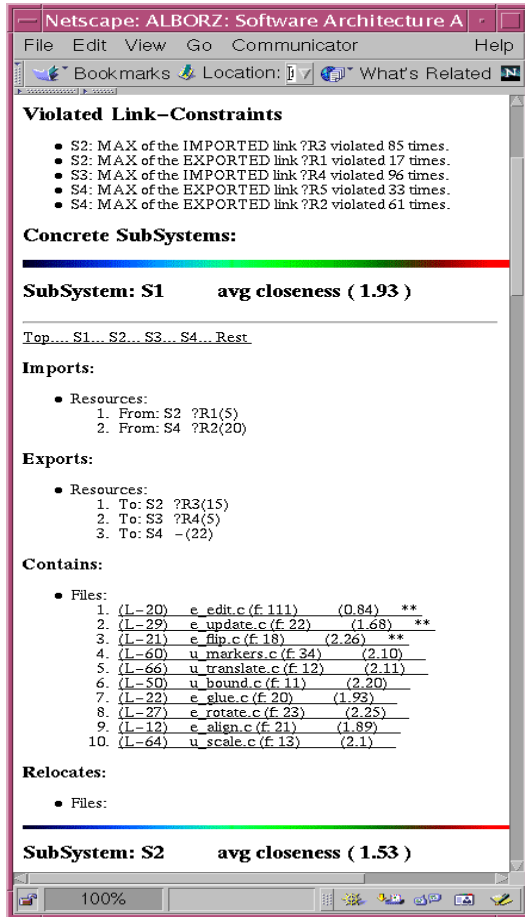 Netscape: ALBORZ: Software Architecture A
File Edit View Go Communicator Help
Bookmarks Location: What's Related N
Violated Link-Constraints
S2: MAX of the IMPORTED link ?R3 violated 85 times.
S2: MAX of the EXPORTED link ?R1 violated 17 times.
S3: MAX of the IMPORTED link ?R4 violated 96 times.
S4: MAX of the EXPORTED link ?R5 violated 33 times.
S4: MAX of the EXPORTED link ?R2 violated 61 times.
Concrete SubSystems:
SubSystem: S1 avg closeness ( 1.93 )
Top.... S1... S2... S3... S4... Rest
Imports:
Resources:
1. From: S2 ?R1(5)
2. From: S4 ?R2(20)
Exports:
Resources:
1. To: S2 ?R3(15)
2. To: S3 ?R4(5)
3. To: S4 -(22)
Contains:
Files:
1. (L-20) e_edit.c (f: 111) (0.84) **
2. (L-29) e_update.c (f: 22) (1.68) **
3. (L-21) e_flip.c (f: 18) (2.26) **
4. (L-60) u_markers.c (f: 34) (2.10)
5. (L-66) u_translate.c (f: 12) (2.11)
6. (L-50) u_bound.c (f: 11) (2.20)
7. (L-22) e_glue.c (f: 20) (1.93)
8. (L-27) e_rotate.c (f: 23) (2.25)
9. (L-12) e_align.c (f: 21) (1.89)
10. (L-64) u_scale.c (f: 13) (2.1)
Relocates:
Files:
SubSystem: S2 avg closeness ( 1.53 )
100%